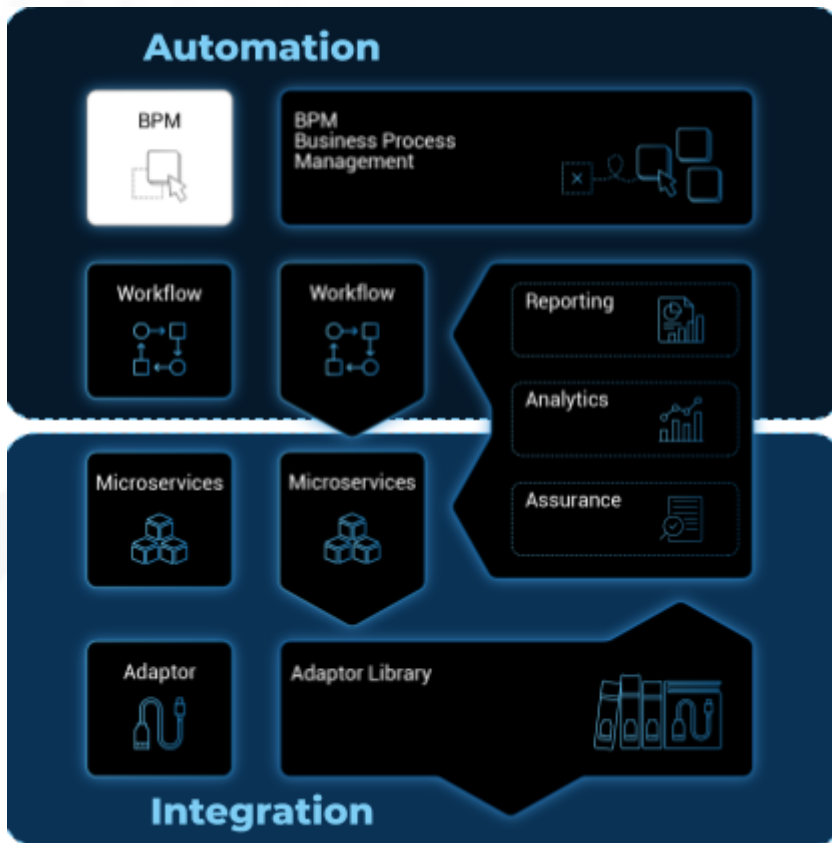 Automation
BPM
BPM
Business Process
Management
Workflow
Workflow
Reporting
Analytics
Microservices
Microservices
Assurance
Adaptor
Adaptor Library
Integration